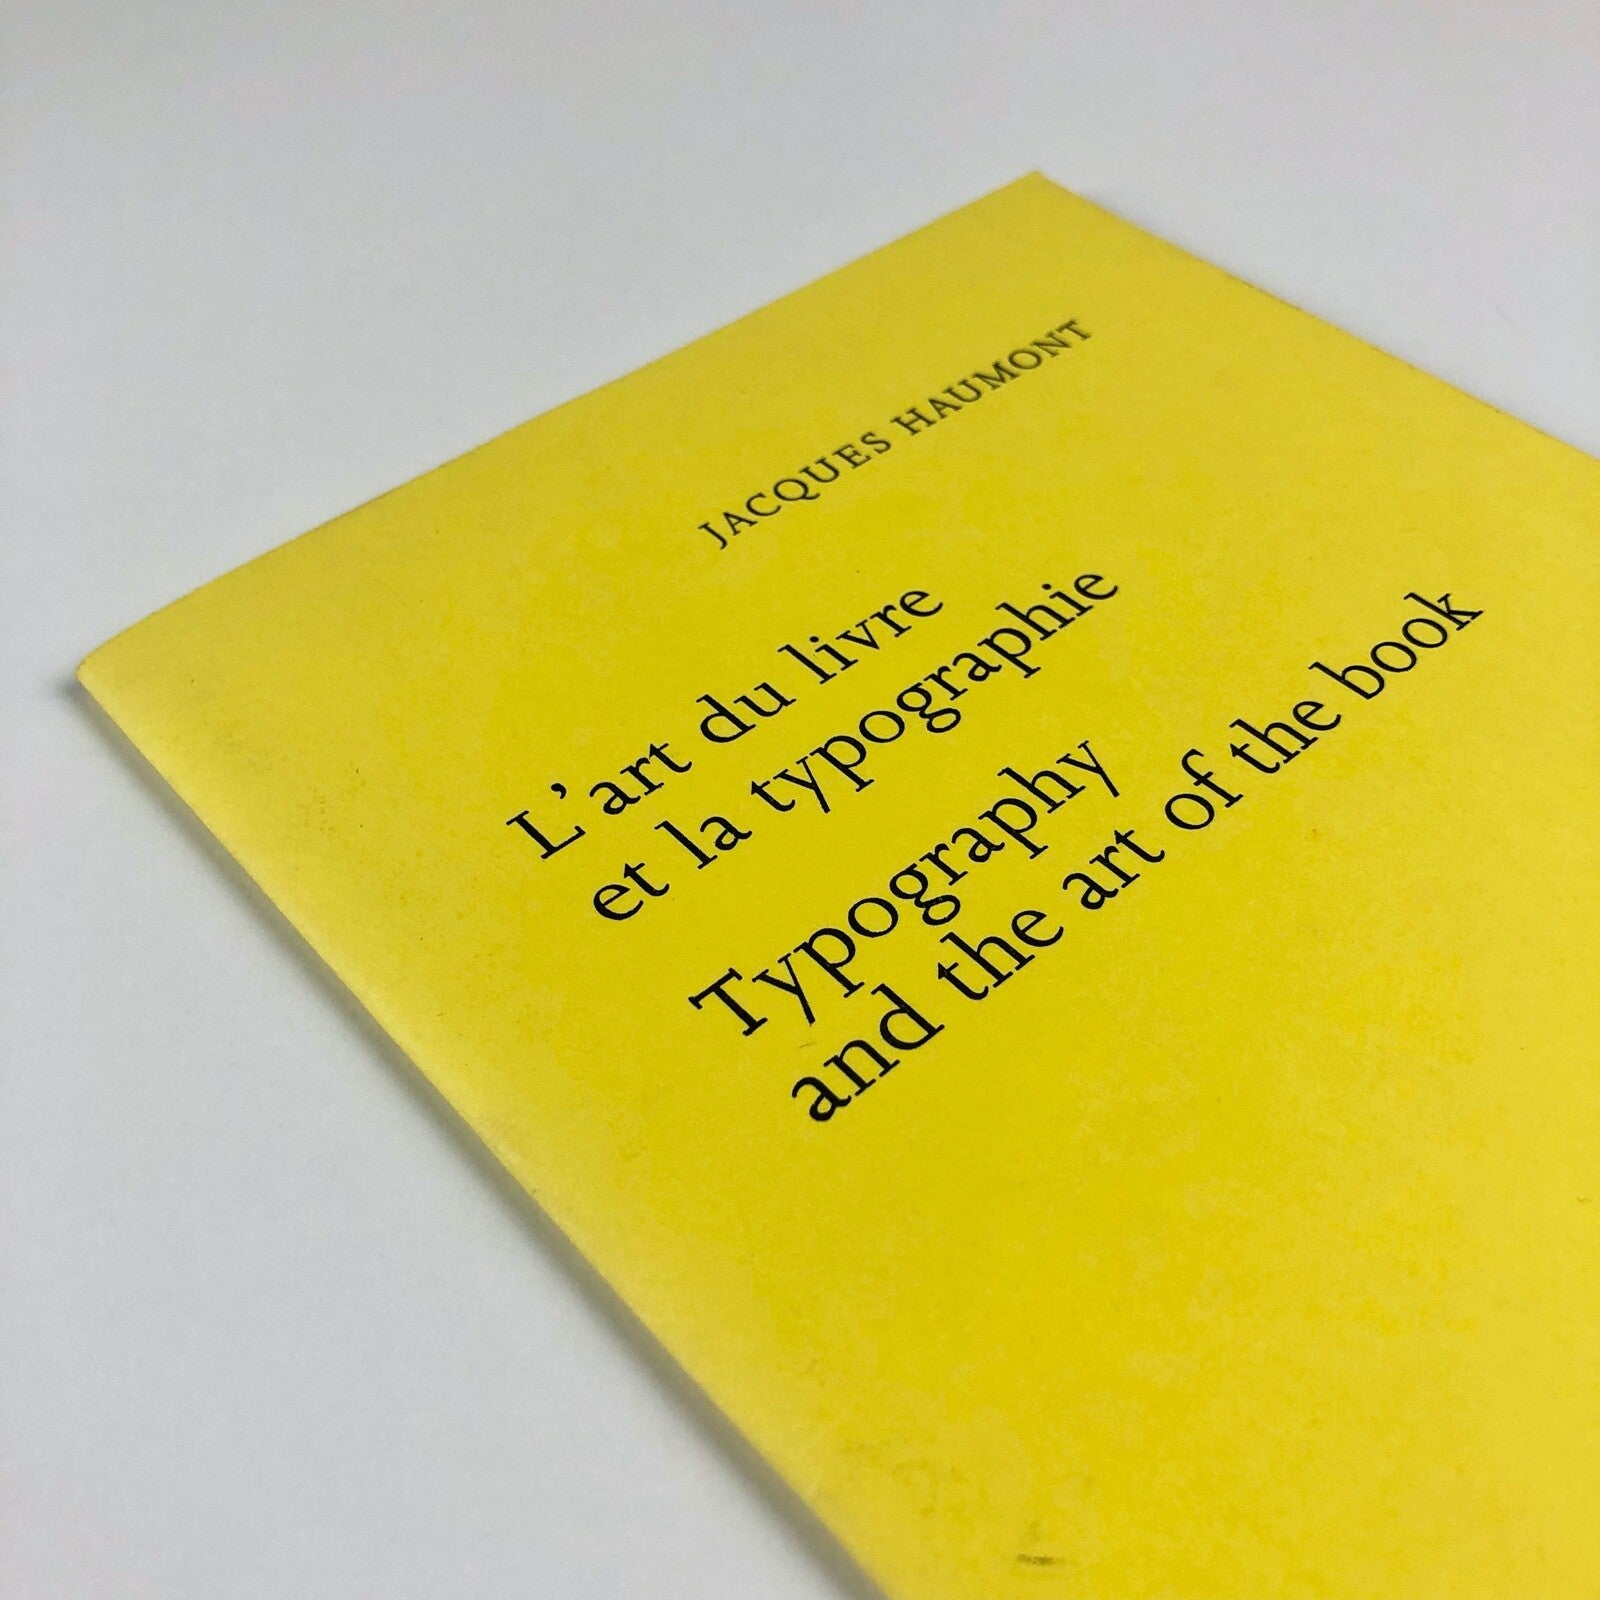 JACQUES HAUMONT
L’art du livre
et la typographie
Typography
and the art of the book